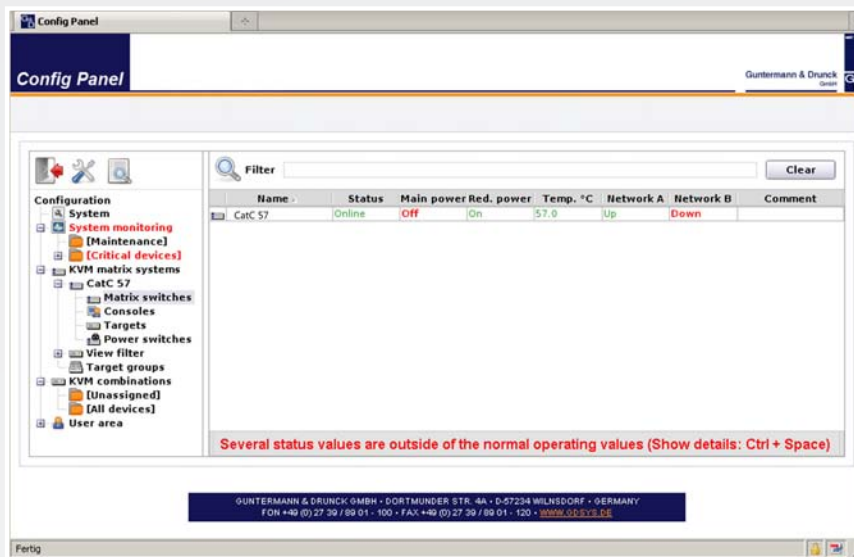 Config Panel
Config Panel
Guntermann & Drunck
GmbH
Filter
Clear
Configuration
System
System monitoring
[Maintenance]
[Critical devices]
KVM matrix systems
CatC 57
Matrix switches
Consoles
Targets
Power switches
View filter
Target groups
KVM combinations
[Unassigned]
[All devices]
User area
Name Status Main power Red. power Temp. °C Network A Network B Comment
CatC 57 Online Off On 57.0 Up Down
Several status values are outside of the normal operating values (Show details: Ctrl + Space)
GUNTERMANN & DRUNCK GMBH • DORTMUNDER STR. 4A • D-57234 WILNSDORF • GERMANY
FON +49 (0) 27 39 / 89 01 - 100 • FAX +49 (0) 27 39 / 89 01 - 120 • WWW.GDSYS.DE
Fertig